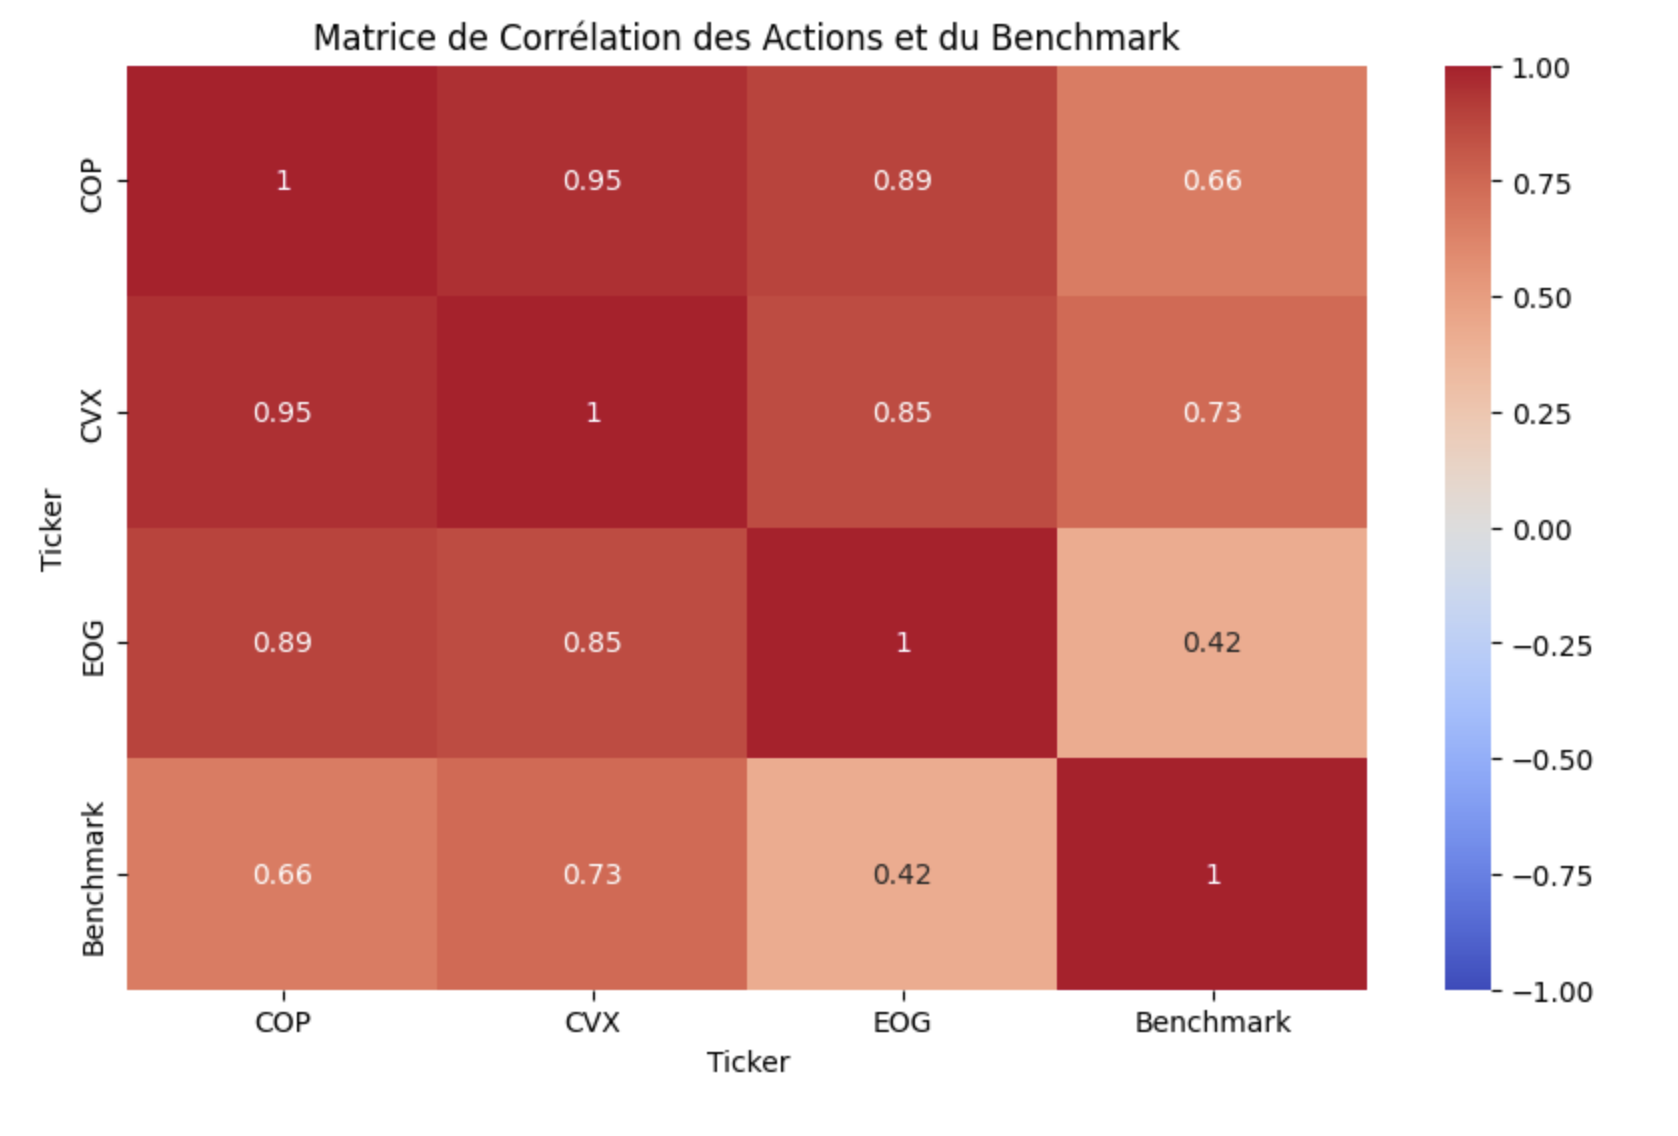 Matrice de Corrélation des Actions et du Benchmark
COP 1 0.95 0.89 0.66
CVX 0.95 1 0.85 0.73
EOG 0.89 0.85 1 0.42
Benchmark 0.66 0.73 0.42 1
Ticker
COP CVX EOG Benchmark
Ticker
1.00
0.75
0.50
0.25
0.00
−0.25
−0.50
−0.75
−1.00